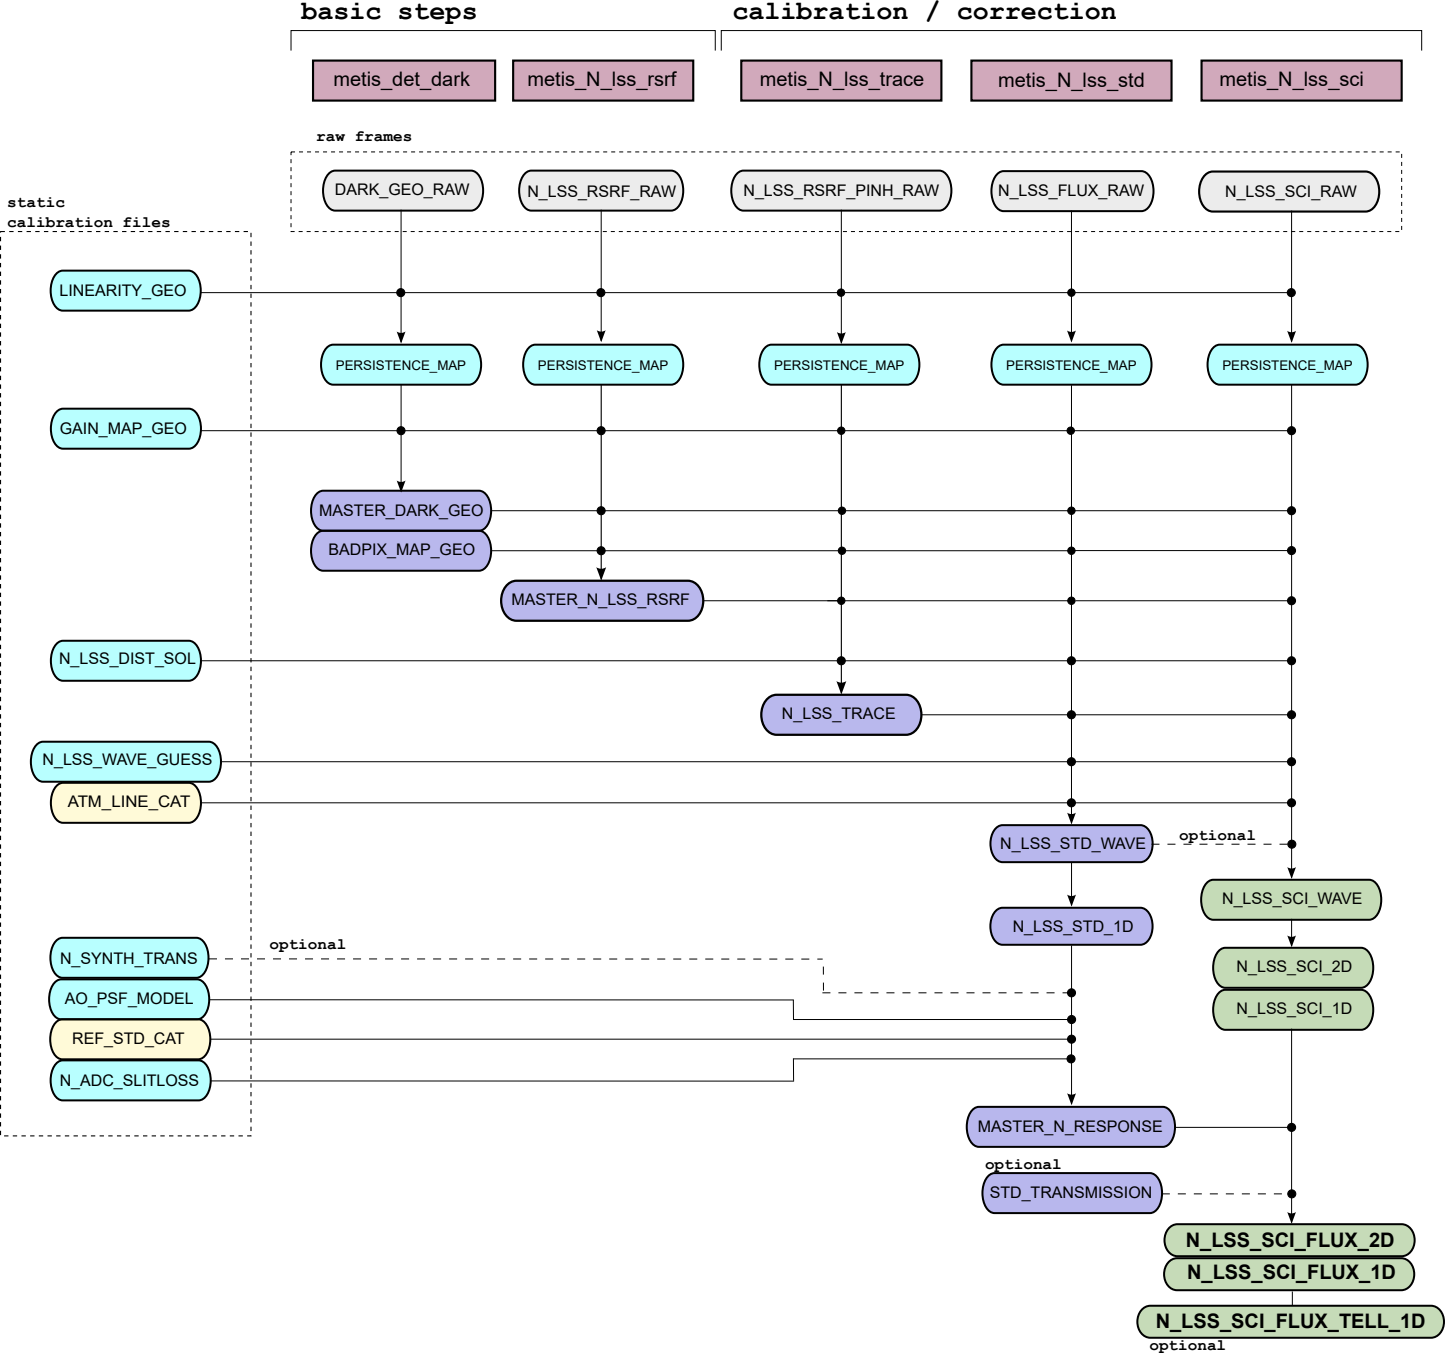 basic steps
calibration / correction
metis_det_dark
metis_N_lss_rsrf
metis_N_lss_trace
metis_N_lss_std
metis_N_lss_sci
raw frames
DARK_GEO_RAW
N_LSS_RSRF_RAW
N_LSS_RSRF_PINH_RAW
N_LSS_FLUX_RAW
N_LSS_SCI_RAW
static
calibration files
LINEARITY_GEO
PERSISTENCE_MAP
PERSISTENCE_MAP
PERSISTENCE_MAP
PERSISTENCE_MAP
PERSISTENCE_MAP
GAIN_MAP_GEO
MASTER_DARK_GEO
BADPIX_MAP_GEO
MASTER_N_LSS_RSRF
N_LSS_DIST_SOL
N_LSS_TRACE
N_LSS_WAVE_GUESS
ATM_LINE_CAT
N_LSS_STD_WAVE
optional
N_LSS_SCI_WAVE
N_LSS_STD_1D
optional
N_SYNTH_TRANS
N_LSS_SCI_2D
AO_PSF_MODEL
N_LSS_SCI_1D
REF_STD_CAT
N_ADC_SLITLOSS
MASTER_N_RESPONSE
optional
STD_TRANSMISSION
N_LSS_SCI_FLUX_2D
N_LSS_SCI_FLUX_1D
N_LSS_SCI_FLUX_TELL_1D
optional